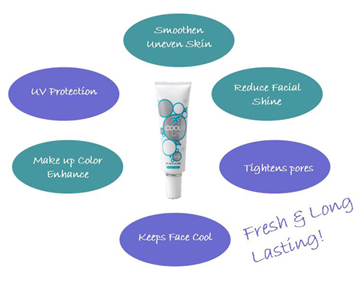 Smoothen
Uneven Skin
UV Protection
Reduce Facial
Shine
COOL
Make up Color
Enhance
Tightens pores
Keeps Face Cool
Fresh & Long
Lasting!